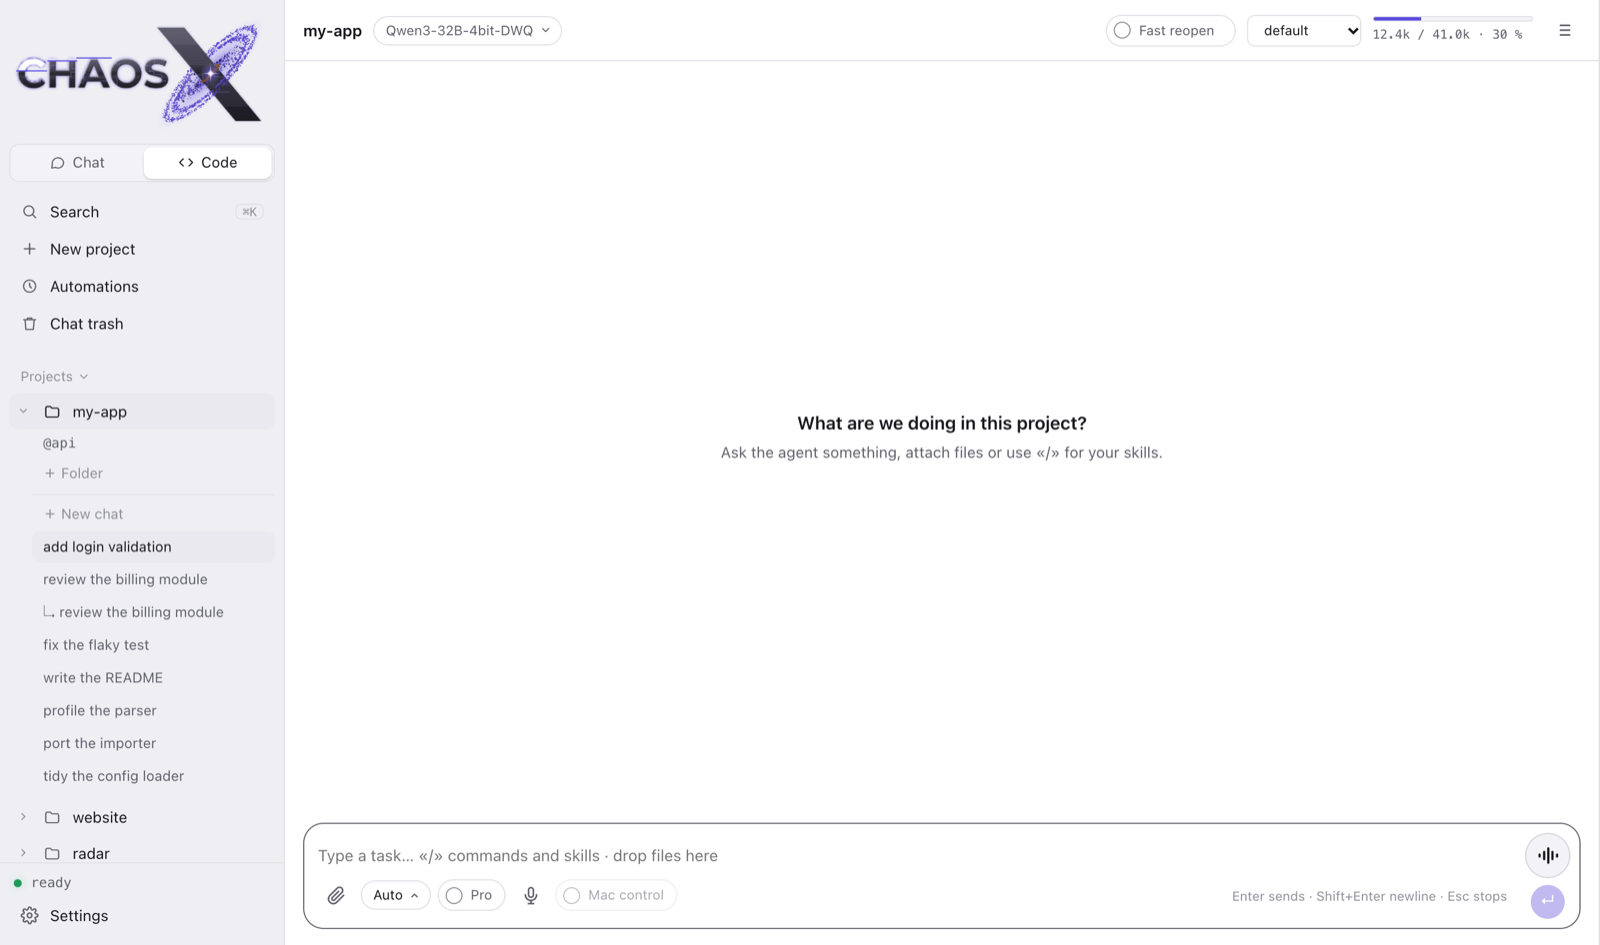 CHAOS X
Chat
Code
Search
⌘K
New project
Automations
Chat trash
Projects
my-app
@api
+ Folder
+ New chat
add login validation
review the billing module
review the billing module
fix the flaky test
write the README
profile the parser
port the importer
tidy the config loader
website
radar
ready
Settings
my-app
Qwen3-32B-4bit-DWQ
Fast reopen
default
12.4k / 41.0k · 30 %
What are we doing in this project?
Ask the agent something, attach files or use «/» for your skills.
Type a task... «/» commands and skills · drop files here
Auto
Pro
Mac control
Enter sends · Shift+Enter newline · Esc stops